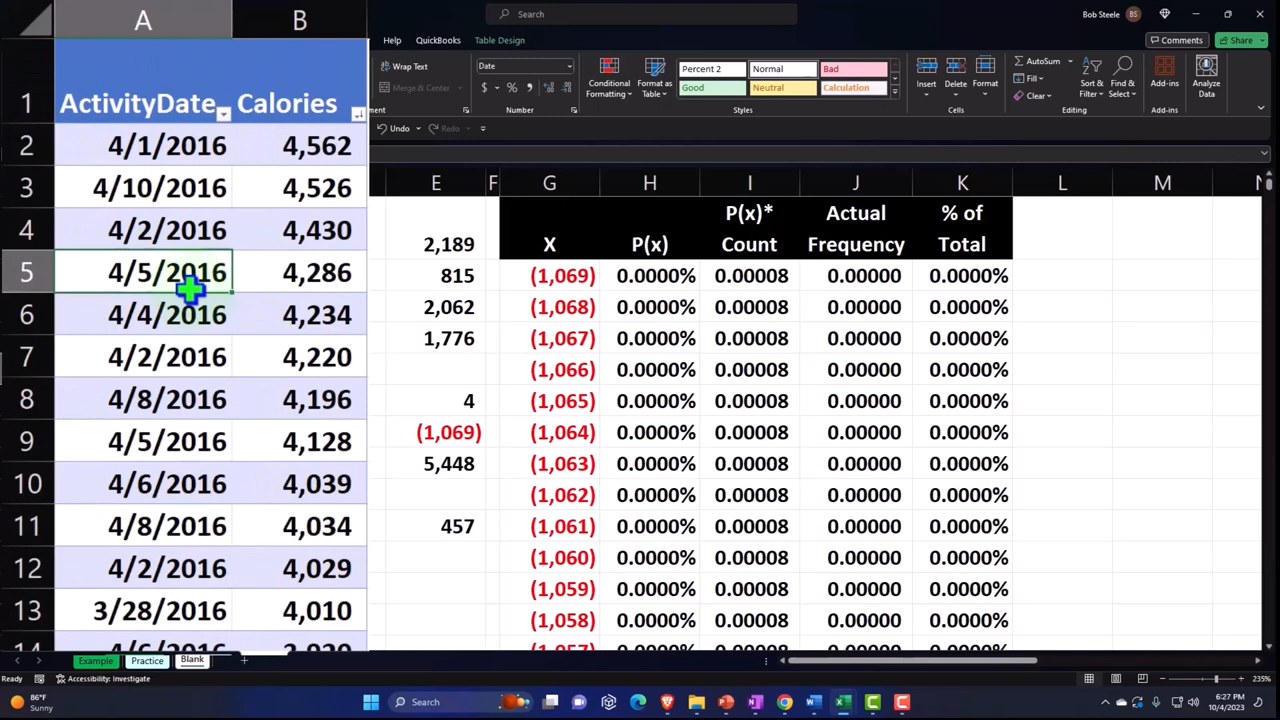 A B
1 ActivityDate Calories
2 4/1/2016 4,562
3 4/10/2016 4,526
4 4/2/2016 4,430
5 4/5/2016 4,286
6 4/4/2016 4,234
7 4/2/2016 4,220
8 4/8/2016 4,196
9 4/5/2016 4,128
10 4/6/2016 4,039
11 4/8/2016 4,034
12 4/2/2016 4,029
13 3/28/2016 4,010
Search
Bob Steele BS
Help QuickBooks Table Design
Comments Share
Wrap Text
Merge & Center
Date
$ %
Number
Conditional Formatting
Format as Table
Percent 2 Normal Bad
Good Neutral Calculation
Styles
Insert Delete Format
Cells
AutoSum
Fill
Clear
Sort & Filter
Find & Select
Editing
Add-ins
Add-ins
Analyze Data
Undo Redo
E F G H I J K L M N
2,189 X P(x) P(x)* Count Actual Frequency % of Total
815 (1,069) 0.0000% 0.00008 0.00000 0.0000%
2,062 (1,068) 0.0000% 0.00008 0.00000 0.0000%
1,776 (1,067) 0.0000% 0.00008 0.00000 0.0000%
(1,066) 0.0000% 0.00008 0.00000 0.0000%
4 (1,065) 0.0000% 0.00008 0.00000 0.0000%
(1,069) (1,064) 0.0000% 0.00008 0.00000 0.0000%
5,448 (1,063) 0.0000% 0.00008 0.00000 0.0000%
(1,062) 0.0000% 0.00008 0.00000 0.0000%
457 (1,061) 0.0000% 0.00008 0.00000 0.0000%
(1,060) 0.0000% 0.00008 0.00000 0.0000%
(1,059) 0.0000% 0.00008 0.00000 0.0000%
(1,058) 0.0000% 0.00008 0.00000 0.0000%
Example Practice Blank
Ready Accessibility: Investigate
235%
86°F
Sunny
Search
6:27 PM
10/4/2023